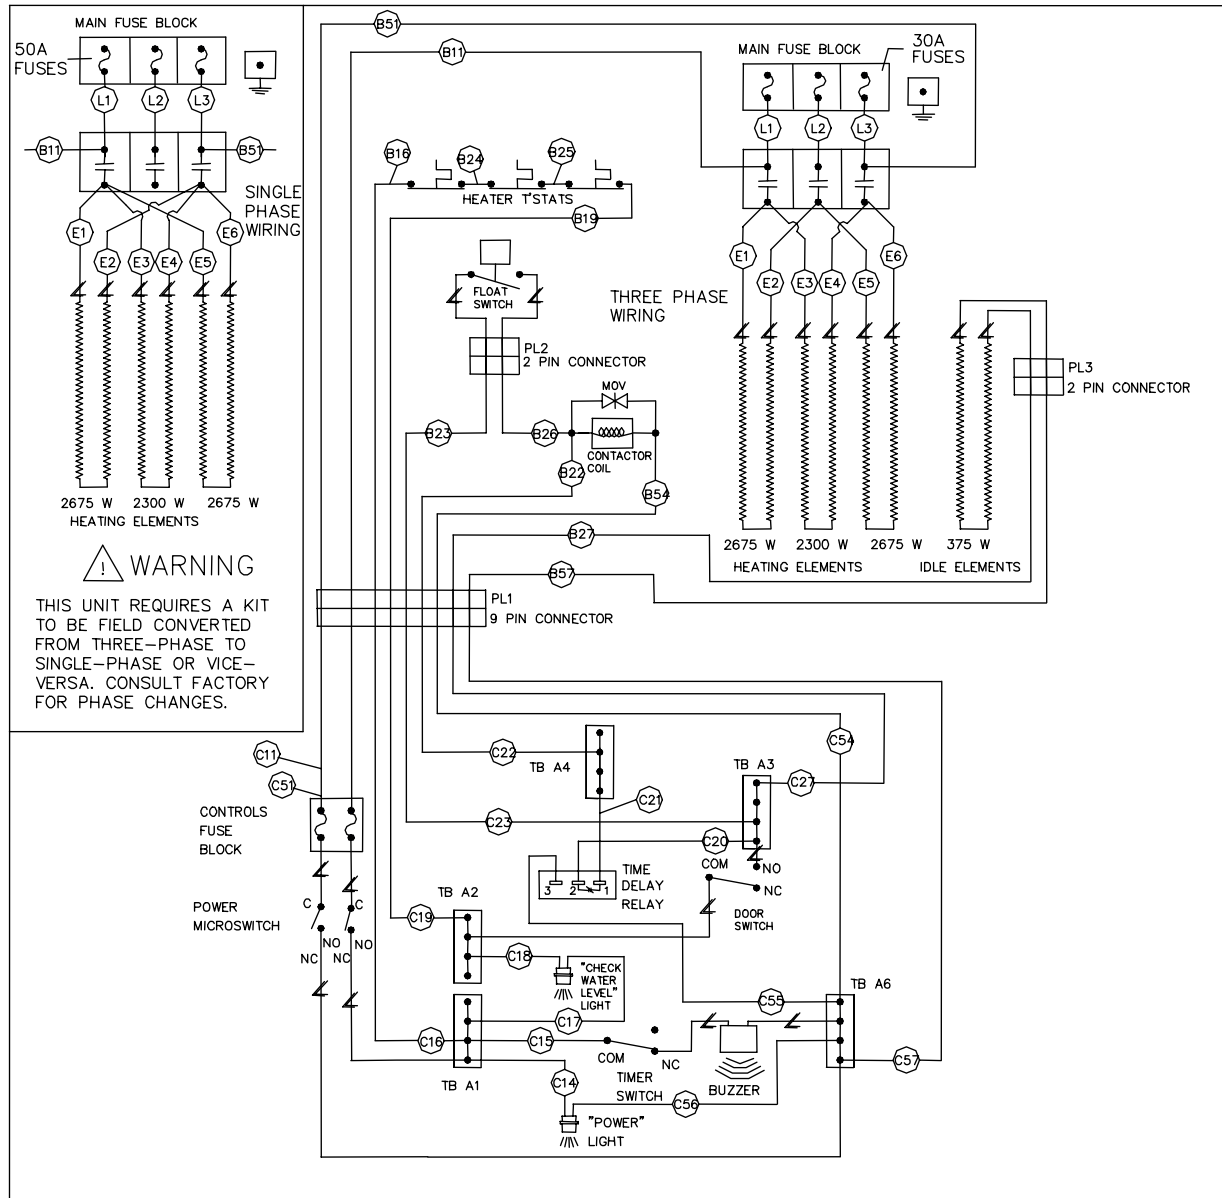 MAIN FUSE BLOCK
50A
FUSES
L1
L2
L3
B11
B51
SINGLE
PHASE
WIRING
E1
E2
E3
E4
E5
E6
2675 W
2300 W
2675 W
HEATING ELEMENTS
! WARNING
THIS UNIT REQUIRES A KIT
TO BE FIELD CONVERTED
FROM THREE-PHASE TO
SINGLE-PHASE OR VICE-
VERSA. CONSULT FACTORY
FOR PHASE CHANGES.
B51
B11
MAIN FUSE BLOCK
30A
FUSES
L1
L2
L3
B16
B24
B25
HEATER T'STATS
B19
E1
E2
E3
E4
E5
E6
FLOAT
SWITCH
THREE PHASE
WIRING
PL2
2 PIN CONNECTOR
PL3
2 PIN CONNECTOR
MOV
B23
B26
CONTACTOR
COIL
B22
B54
B27
2675 W
2300 W
2675 W
375 W
HEATING ELEMENTS
IDLE ELEMENTS
B57
PL1
9 PIN CONNECTOR
C11
C51
C22
TB A4
C54
TB A3
C27
C21
CONTROLS
FUSE
BLOCK
C23
C20
COM
NO
NC
3
2
1
TIME
DELAY
RELAY
DOOR
SWITCH
POWER
MICROSWITCH
C
C
NO
NO
NC
NC
TB A2
C19
C18
"CHECK
WATER
LEVEL"
LIGHT
C55
TB A6
C17
C16
C15
COM
NC
TIMER
SWITCH
BUZZER
C57
TB A1
C14
C56
"POWER"
LIGHT